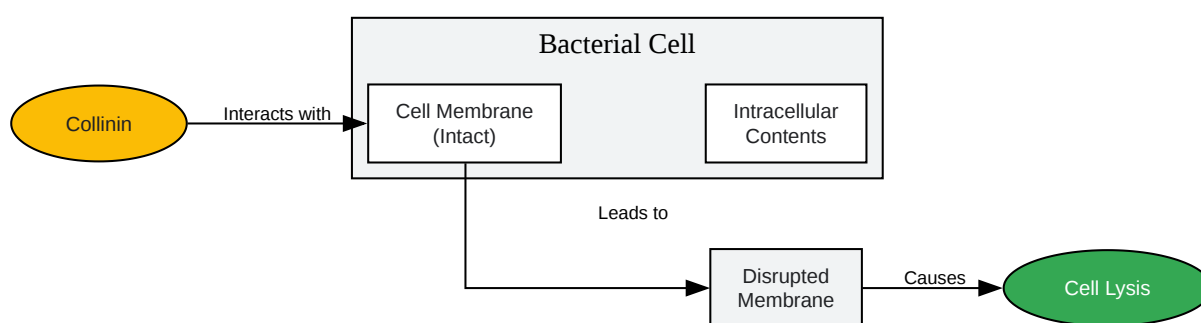 Bacterial Cell
Collinin
Interacts with
Cell Membrane
(Intact)
Intracellular
Contents
Leads to
Disrupted
Membrane
Causes
Cell Lysis